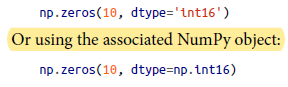 np.zeros(10, dtype='int16')
Or using the associated NumPy object:
np.zeros(10, dtype=np.int16)